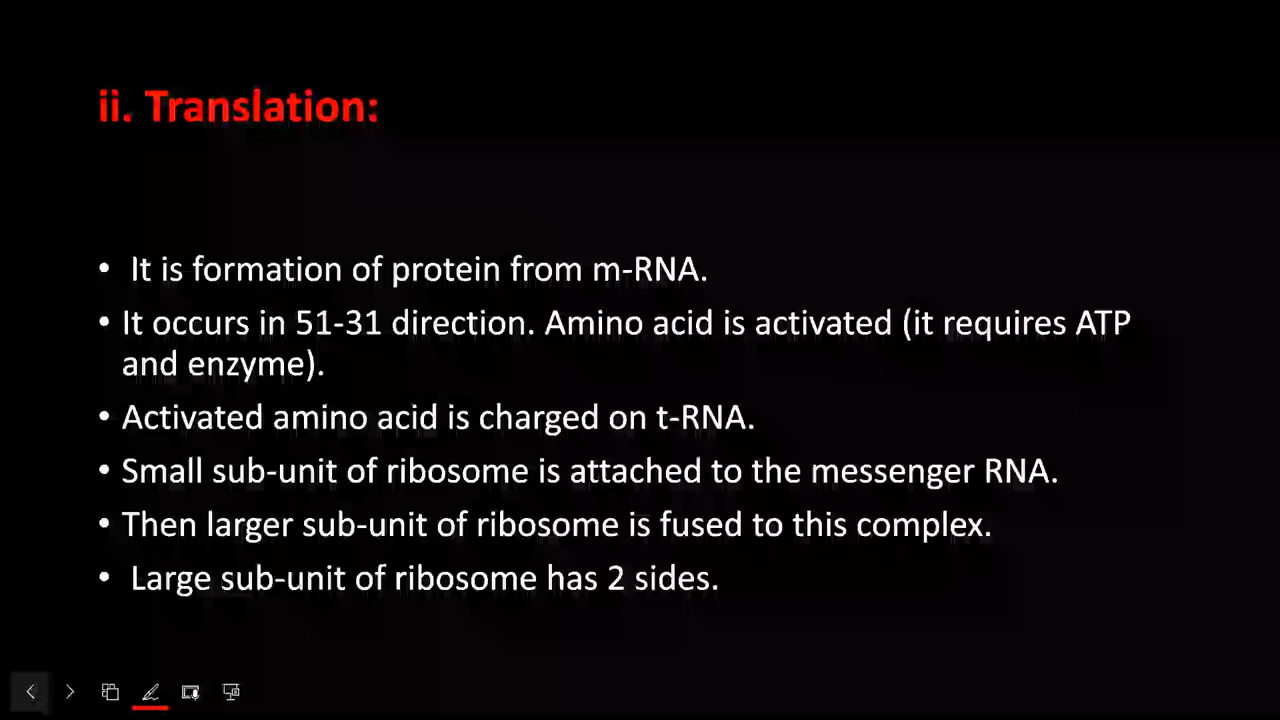 ii. Translation:
• It is formation of protein from m-RNA.
• It occurs in 51-31 direction. Amino acid is activated (it requires ATP
and enzyme).
• Activated amino acid is charged on t-RNA.
• Small sub-unit of ribosome is attached to the messenger RNA.
• Then larger sub-unit of ribosome is fused to this complex.
• Large sub-unit of ribosome has 2 sides.